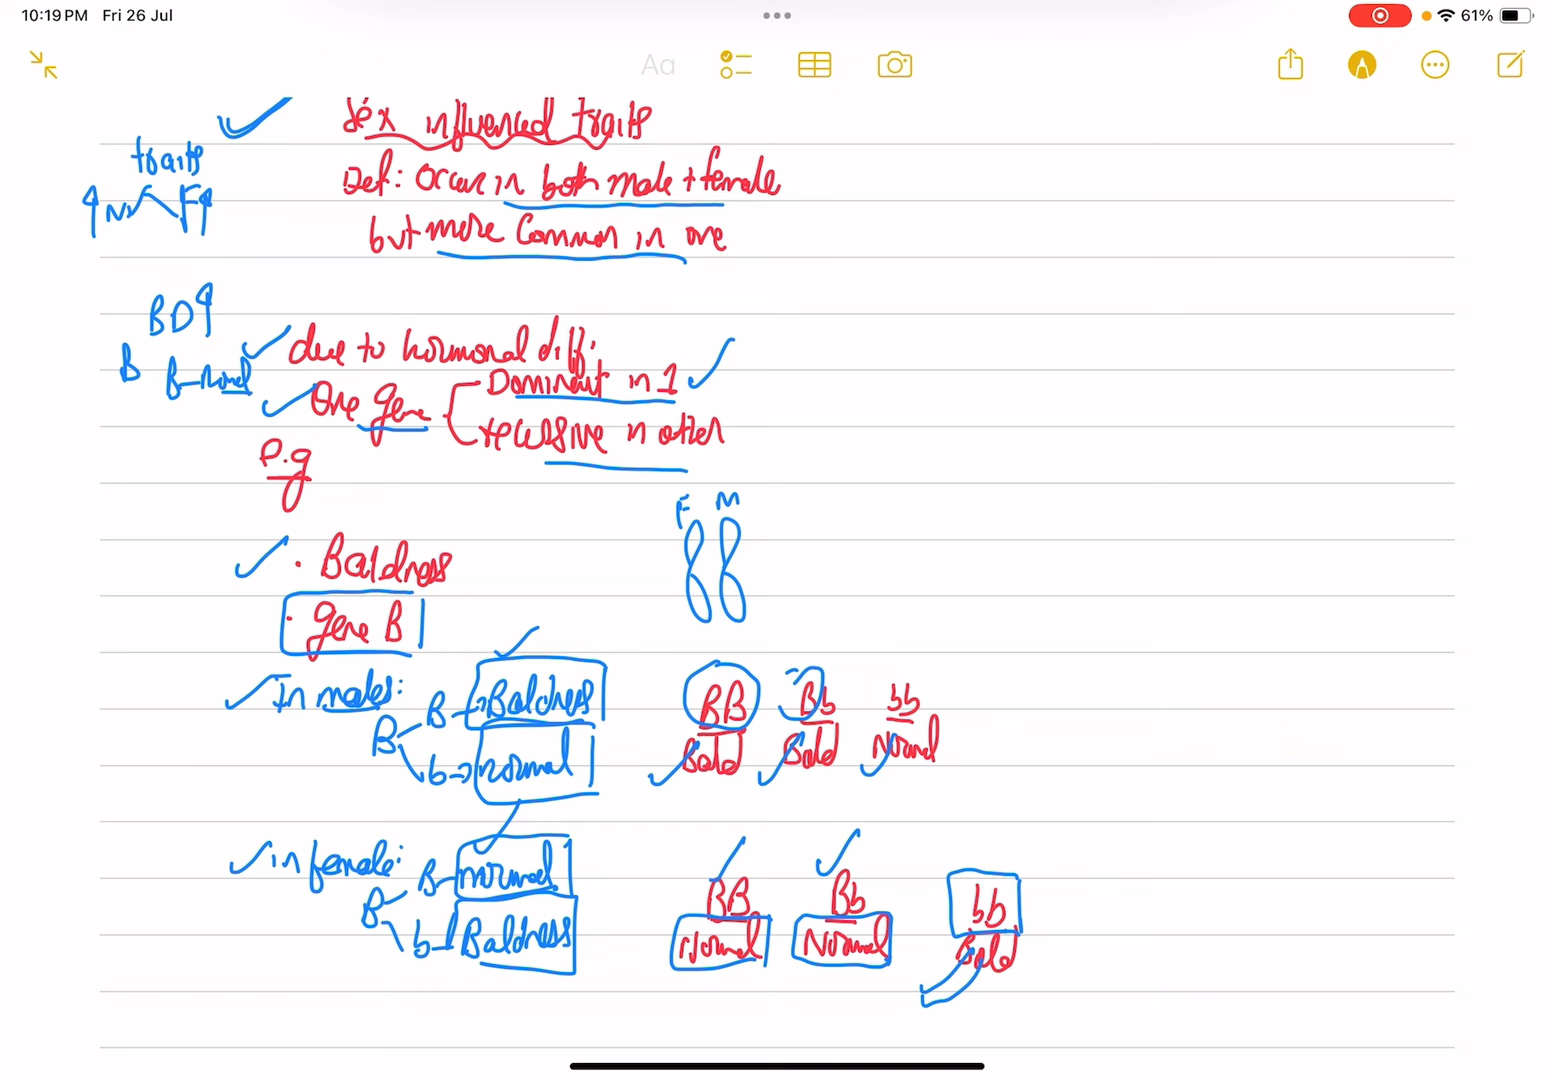 10:19 PM Fri 26 Jul
61%
Aa
Sex influenced traits
traits
M F
Def: Occur in both male + female
but more Common in one
BD
B B-normal
due to hormonal diff.
One gene Dominant in 1
recessive in other
e.g
F M
• Baldness
• gene B
In males: B B → Baldness
b → normal
BB Bb bb
Bald Bald Normal
in female: B B - normal
b - Baldness
BB Bb bb
Normal Normal Bald